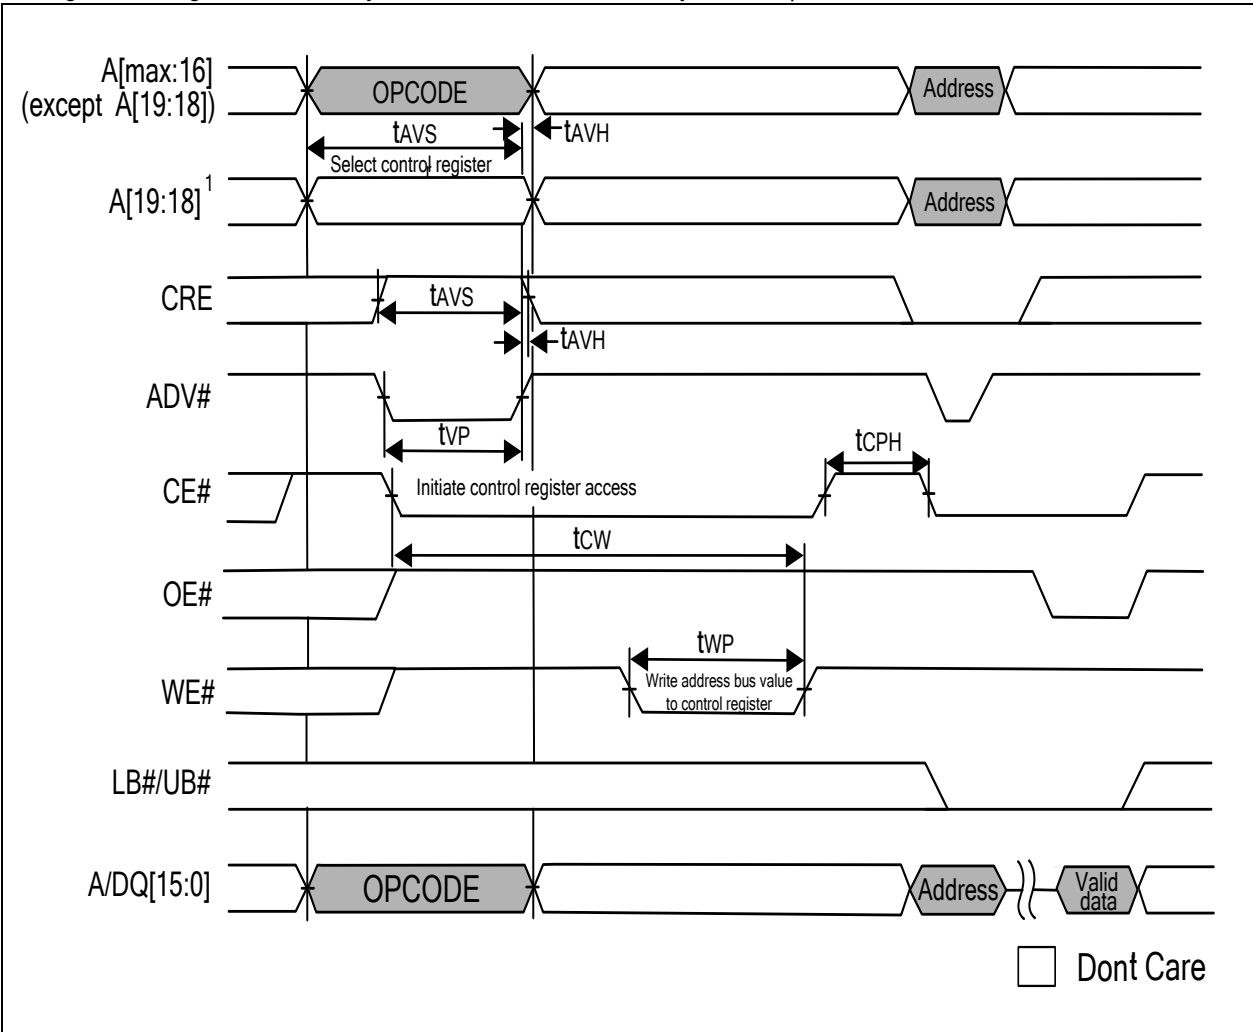 A[max:16]
(except A[19:18])
OPCODE
Address
tAVS
tAVH
Select control register
A[19:18]1
Address
CRE
tAVS
tAVH
ADV#
tVP
tCPH
CE#
Initiate control register access
tCW
OE#
tWP
WE#
Write address bus value
to control register
LB#/UB#
A/DQ[15:0]
OPCODE
Address
Valid
data
Dont Care